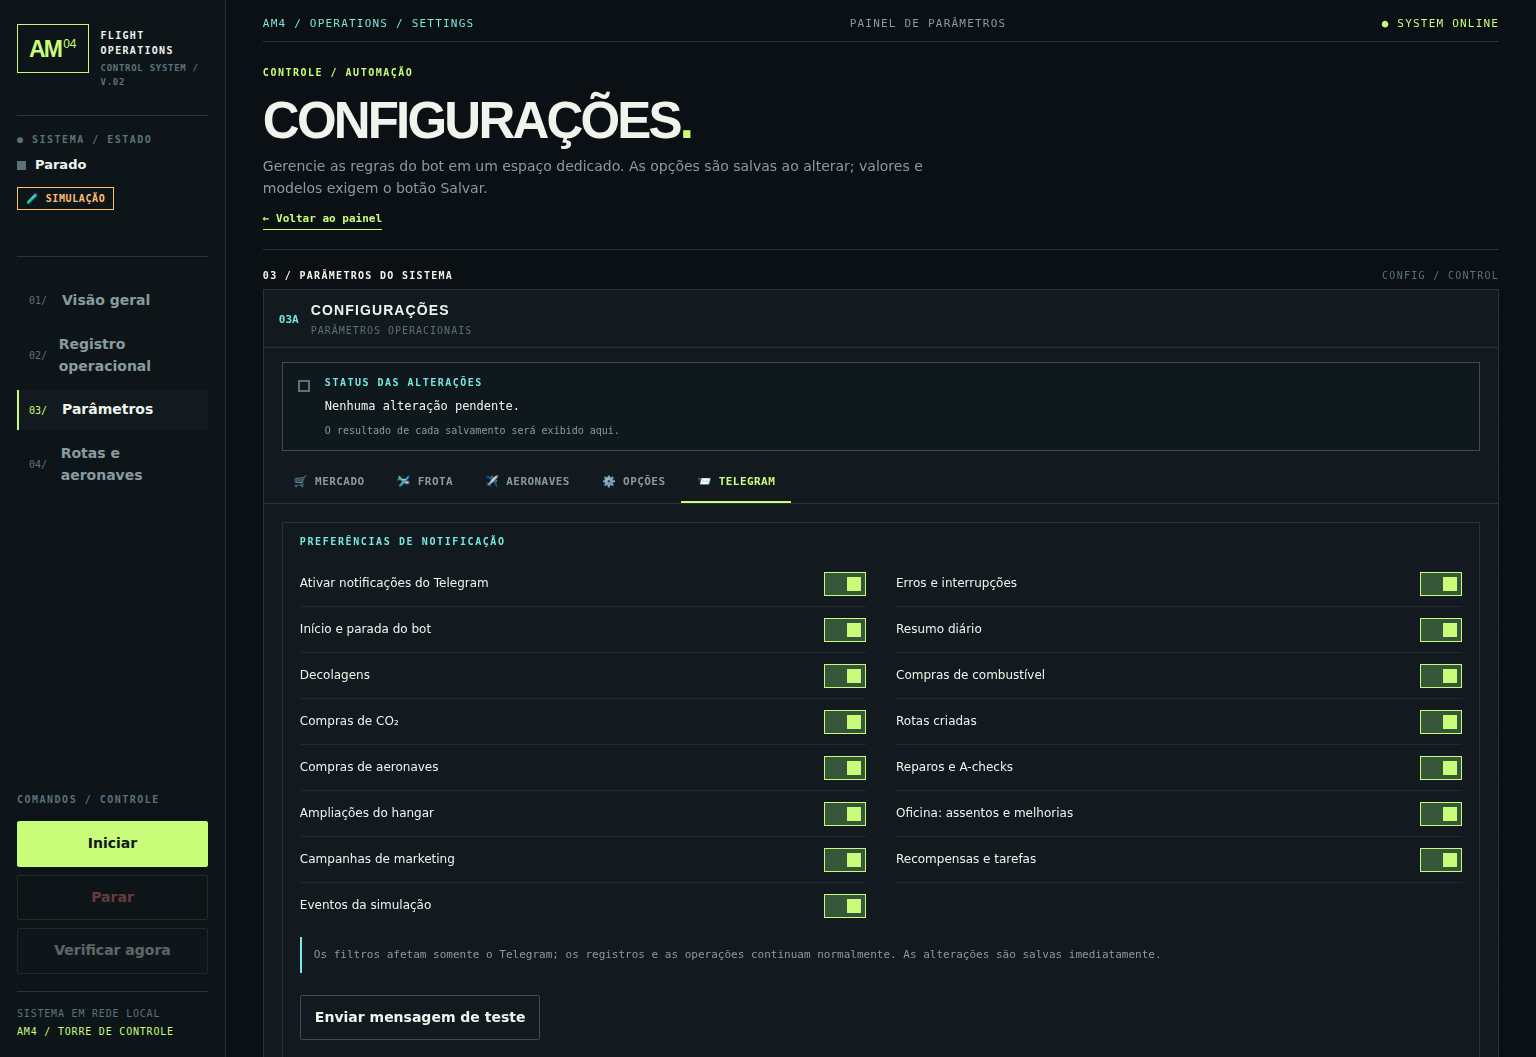 AM04
FLIGHT
OPERATIONS
CONTROL SYSTEM /
V.02
● SISTEMA / ESTADO
Parado
SIMULAÇÃO
01/ Visão geral
02/ Registro
operacional
03/ Parâmetros
04/ Rotas e
aeronaves
COMANDOS / CONTROLE
Iniciar
Parar
Verificar agora
SISTEMA EM REDE LOCAL
AM4 / TORRE DE CONTROLE
AM4 / OPERATIONS / SETTINGS
PAINEL DE PARÂMETROS
● SYSTEM ONLINE
CONTROLE / AUTOMAÇÃO
CONFIGURAÇÕES.
Gerencie as regras do bot em um espaço dedicado. As opções são salvas ao alterar; valores e
modelos exigem o botão Salvar.
← Voltar ao painel
03 / PARÂMETROS DO SISTEMA
CONFIG / CONTROL
03A CONFIGURAÇÕES
PARÂMETROS OPERACIONAIS
STATUS DAS ALTERAÇÕES
Nenhuma alteração pendente.
O resultado de cada salvamento será exibido aqui.
MERCADO FROTA AERONAVES OPÇÕES TELEGRAM
PREFERÊNCIAS DE NOTIFICAÇÃO
Ativar notificações do Telegram
Erros e interrupções
Início e parada do bot
Resumo diário
Decolagens
Compras de combustível
Compras de CO₂
Rotas criadas
Compras de aeronaves
Reparos e A-checks
Ampliações do hangar
Oficina: assentos e melhorias
Campanhas de marketing
Recompensas e tarefas
Eventos da simulação
Os filtros afetam somente o Telegram; os registros e as operações continuam normalmente. As alterações são salvas imediatamente.
Enviar mensagem de teste